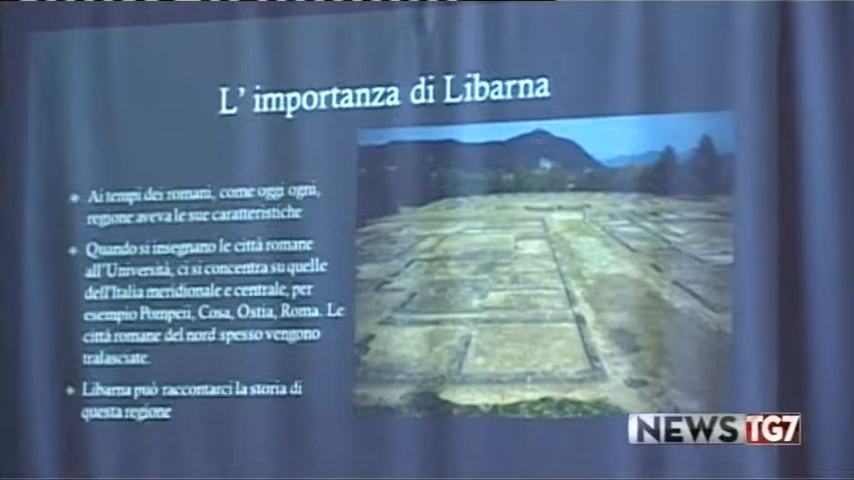 L' importanza di Libarna
Ai tempi dei romani, come oggi ogni,
regione aveva le sue caratteristiche
Quando si insegnano le città romane
all'Università, ci si concentra su quelle
dell'Italia meridionale e centrale, per
esempio Pompeii, Cosa, Ostia, Roma. Le
città romane del nord spesso vengono
tralasciate.
Libarna può raccontarci la storia di
questa regione
NEWS TG7